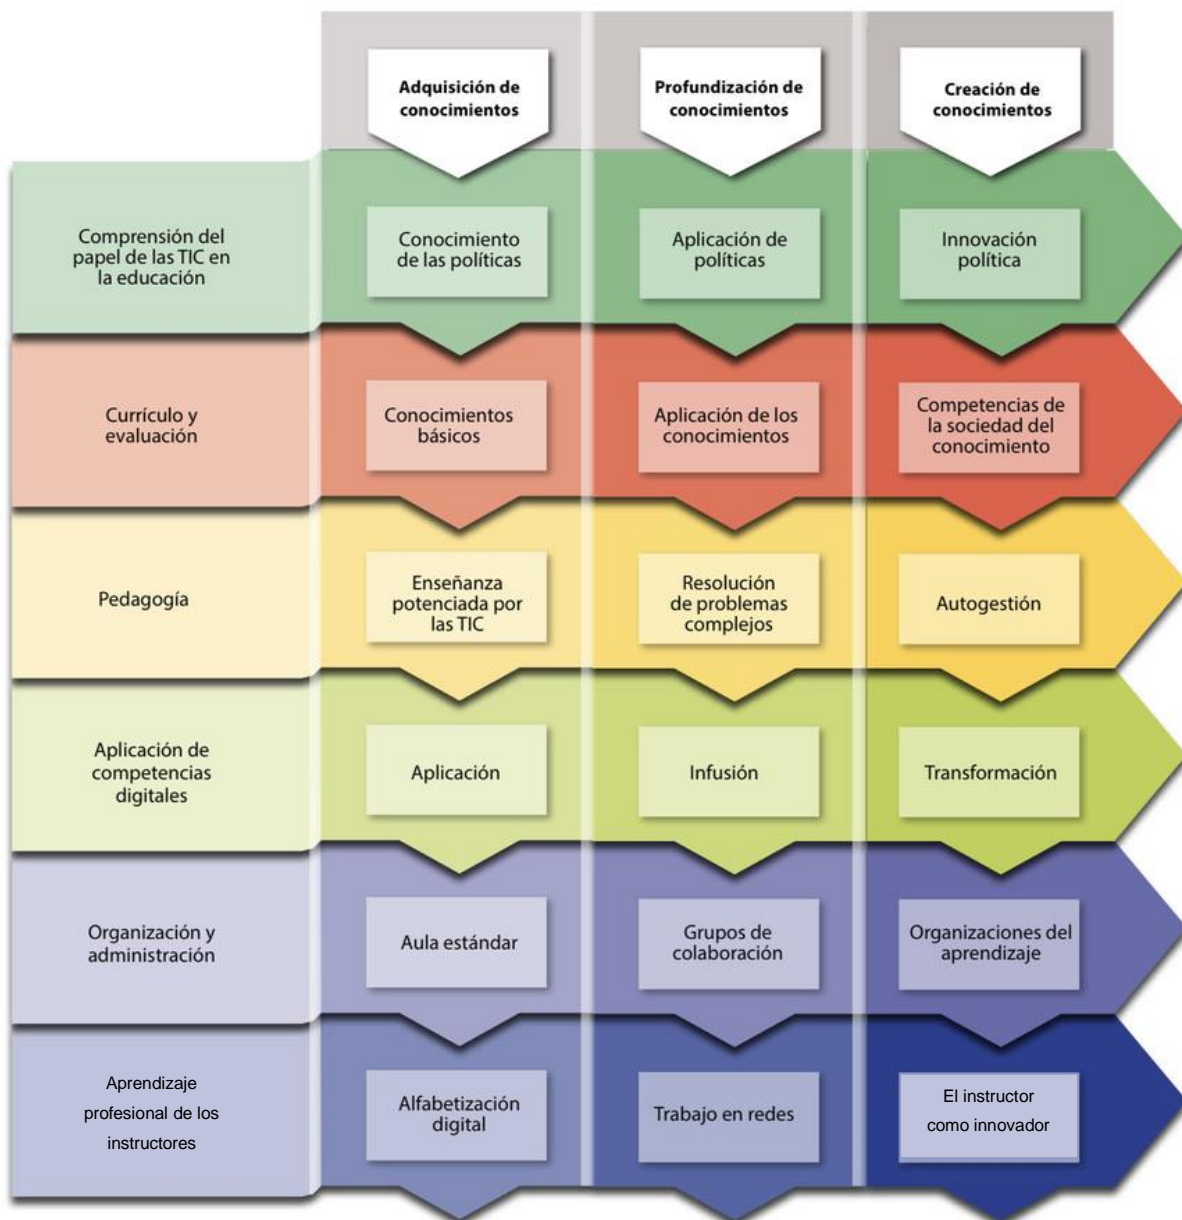 Adquisición de
conocimientos
Profundización de
conocimientos
Creación de
conocimientos
Comprensión del
papel de las TIC en
la educación
Conocimiento
de las políticas
Aplicación de
políticas
Innovación
política
Currículo y
evaluación
Conocimientos
básicos
Aplicación de los
conocimientos
Competencias de
la sociedad del
conocimiento
Pedagogía
Enseñanza
potenciada por
las TIC
Resolución
de problemas
complejos
Autogestión
Aplicación de
competencias
digitales
Aplicación
Infusión
Transformación
Organización y
administración
Aula estándar
Grupos de
colaboración
Organizaciones del
aprendizaje
Aprendizaje
profesional de los
instructores
Alfabetización
digital
Trabajo en redes
El instructor
como innovador